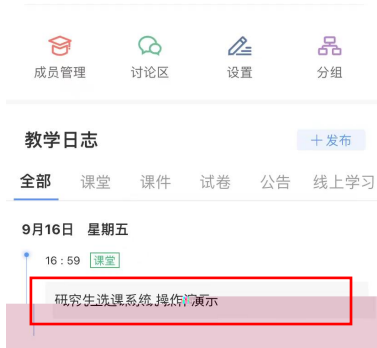 成员管理 讨论区 设置 分组
教学日志 +发布
全部 课堂 课件 试卷 公告 线上学习
9月16日 星期五
16:59 课堂
研究生选课系统,操作演示